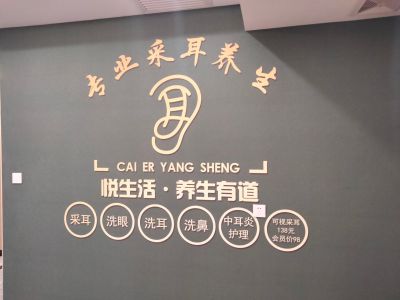 专业采耳养生
耳
CAI ER YANG SHENG
悦生活·养生有道
采耳
洗眼
洗耳
洗鼻
中耳炎
护理
可视采耳
138元
会员价98